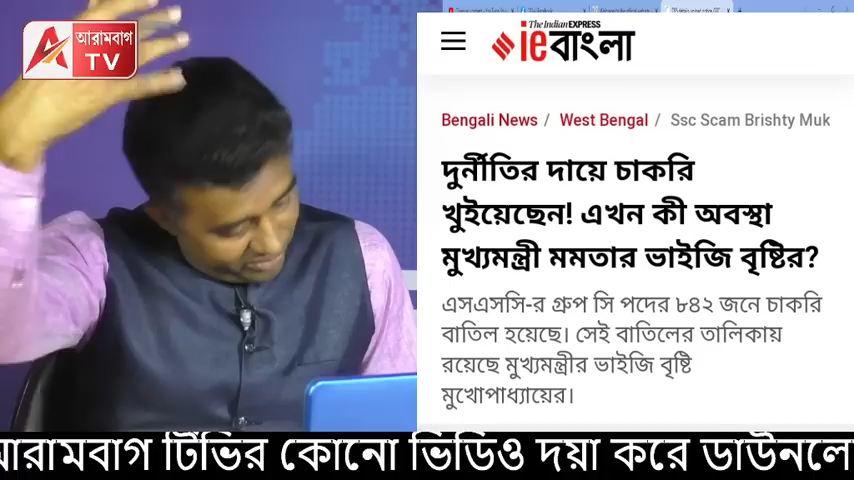 আরামবাগ
TV
The Indian EXPRESS
ie বাংলা
Bengali News / West Bengal / Ssc Scam Brishty Muk
দুর্নীতির দায়ে চাকরি
খুইয়েছেন! এখন কী অবস্থা
মুখ্যমন্ত্রী মমতার ভাইজি বৃষ্টির?
এসএসসি-র গ্রুপ সি পদের ৮৪২ জনে চাকরি
বাতিল হয়েছে। সেই বাতিলের তালিকায়
রয়েছে মুখ্যমন্ত্রীর ভাইজি বৃষ্টি
মুখোপাধ্যায়ের।
আরামবাগ টিভির কোনো ভিডিও দয়া করে ডাউনলো